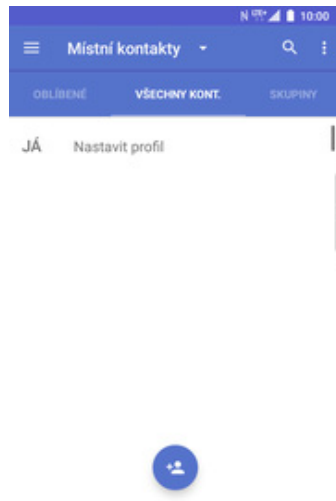 10:00
Místní kontakty
OBLÍBENÉ VŠECHNY KONT. SKUPINY
JÁ Nastavit profil